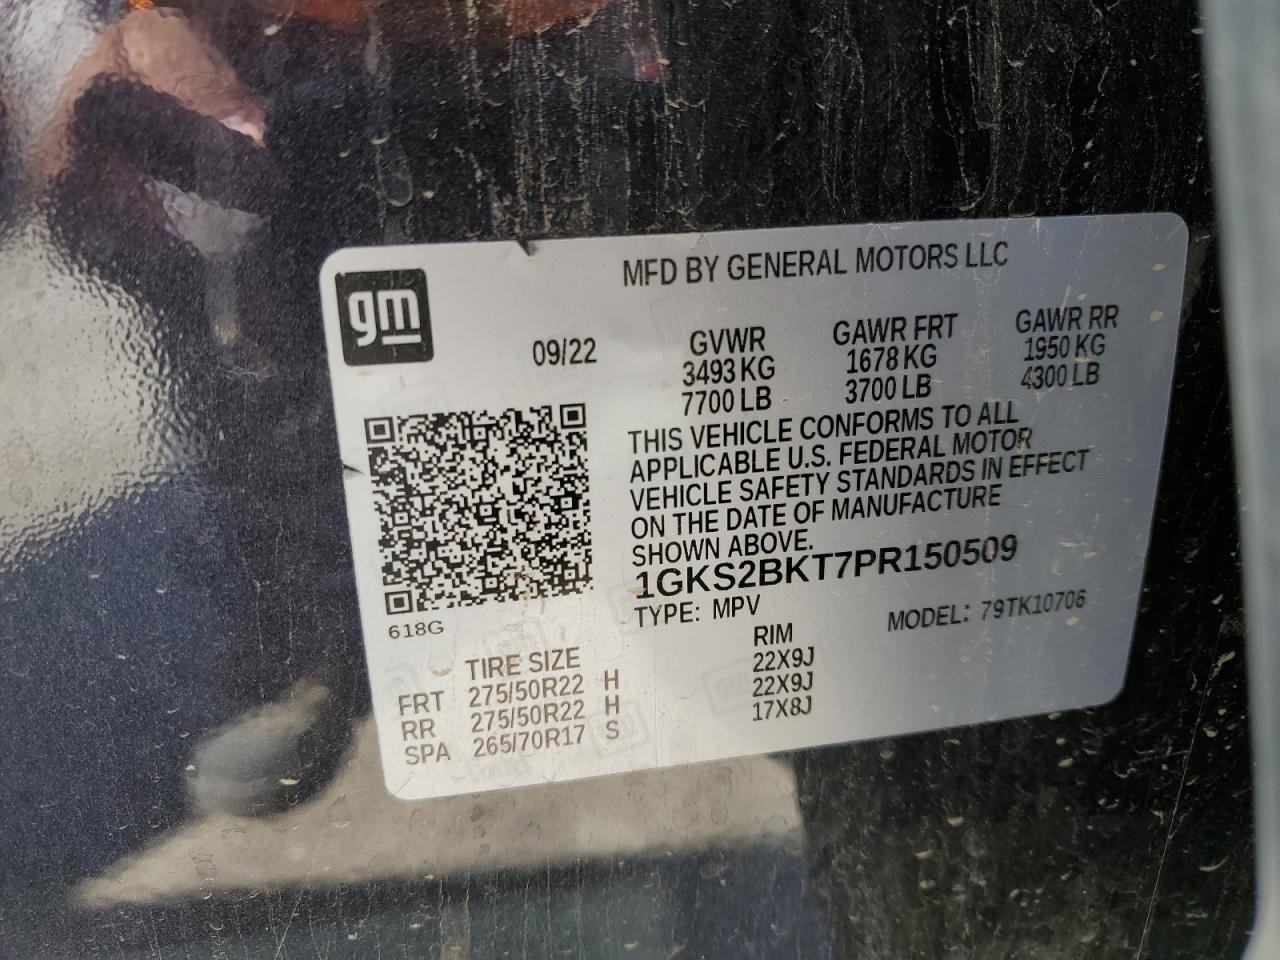 gm
MFD BY GENERAL MOTORS LLC
09/22
GVWR
3493 KG
7700 LB
GAWR FRT
1678 KG
3700 LB
GAWR RR
1950 KG
4300 LB
THIS VEHICLE CONFORMS TO ALL
APPLICABLE U.S. FEDERAL MOTOR
VEHICLE SAFETY STANDARDS IN EFFECT
ON THE DATE OF MANUFACTURE
SHOWN ABOVE.
1GKS2BKT7PR150509
TYPE: MPV
MODEL: 79TK10706
618G
TIRE SIZE RIM
FRT 275/50R22 H 22X9J
RR 275/50R22 H 22X9J
SPA 265/70R17 S 17X8J